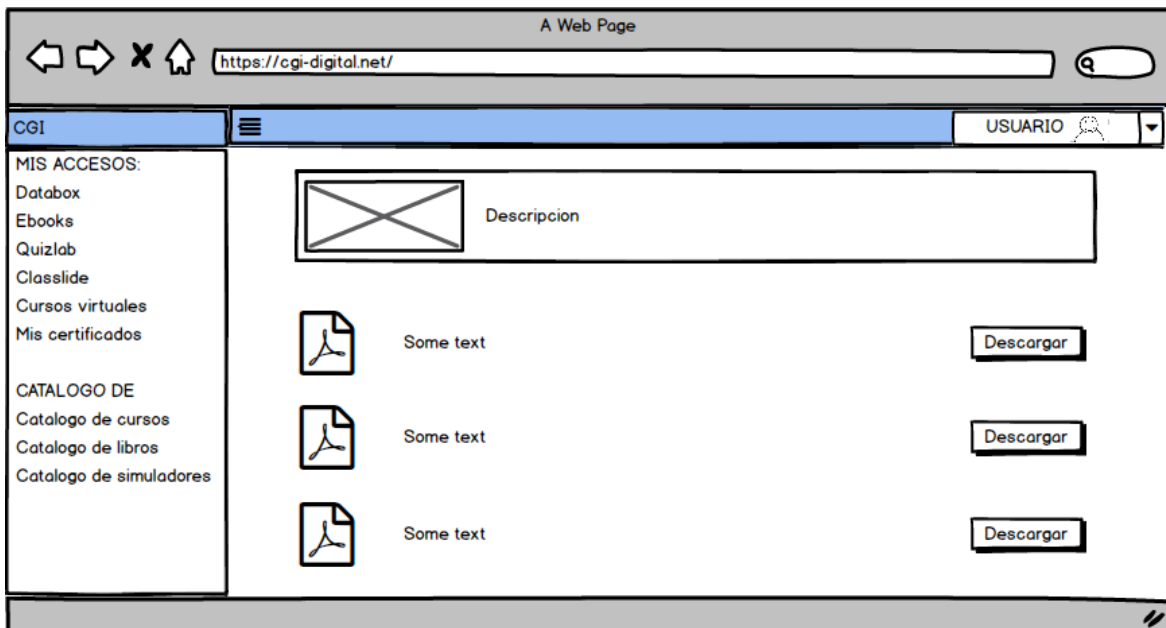 A Web Page
https://cgi-digital.net/
CGI
USUARIO
MIS ACCESOS:
Databox
Ebooks
Quizlab
Classlide
Cursos virtuales
Mis certificados
CATALOGO DE
Catalogo de cursos
Catalogo de libros
Catalogo de simuladores
Descripcion
Some text
Descargar
Some text
Descargar
Some text
Descargar